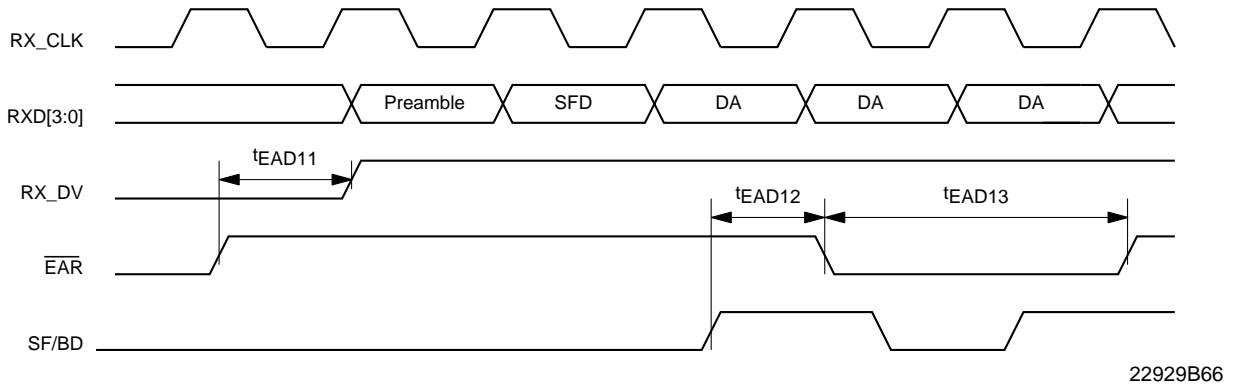 RX_CLK
RXD[3:0]
Preamble
SFD
DA
DA
DA
RX_DV
tEAD11
tEAD12
tEAD13
EAR
SF/BD
22929B66